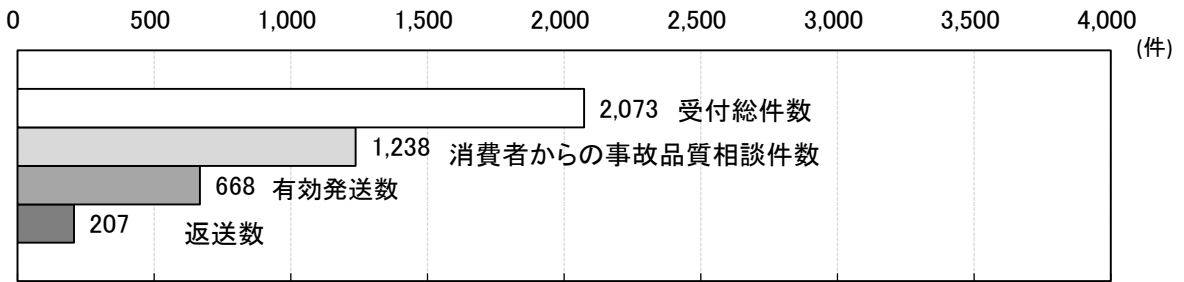 0 500 1,000 1,500 2,000 2,500 3,000 3,500 4,000
(件)
2,073 受付総件数
1,238 消費者からの事故品質相談件数
668 有効発送数
207 返送数